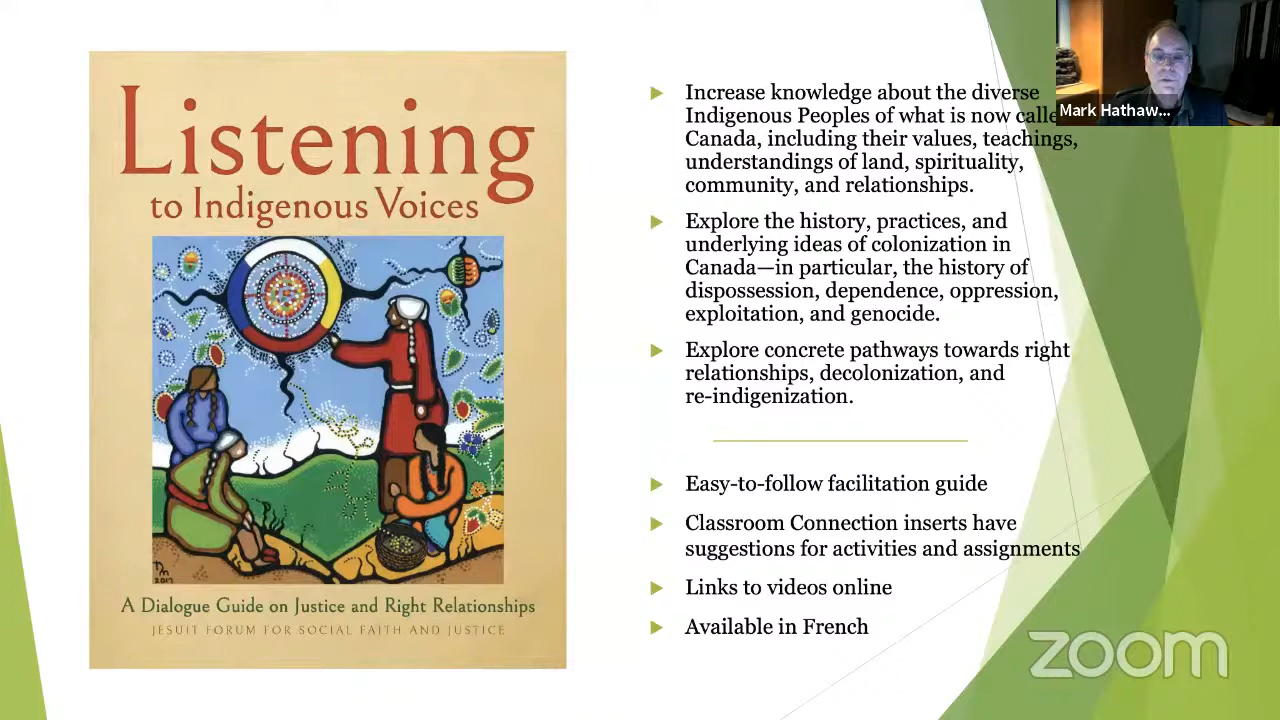 Listening
to Indigenous Voices
DM
2017
A Dialogue Guide on Justice and Right Relationships
JESUIT FORUM FOR SOCIAL FAITH AND JUSTICE
Increase knowledge about the diverse
Indigenous Peoples of what is now calle
Canada, including their values, teachings,
understandings of land, spirituality,
community, and relationships.
Explore the history, practices, and
underlying ideas of colonization in
Canada—in particular, the history of
dispossession, dependence, oppression,
exploitation, and genocide.
Explore concrete pathways towards right
relationships, decolonization, and
re-indigenization.
Easy-to-follow facilitation guide
Classroom Connection inserts have
suggestions for activities and assignments
Links to videos online
Available in French
Mark Hathaw...
zoom